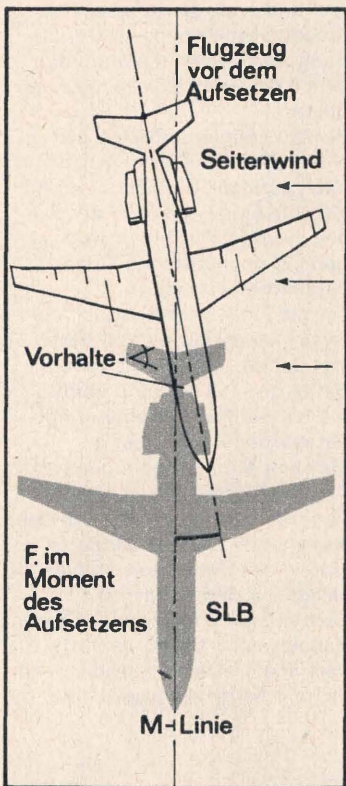 Flugzeug
vor dem
Aufsetzen
Seitenwind
Vorhalte-∢
F. im
Moment
des
Aufsetzens
SLB
M-Linie